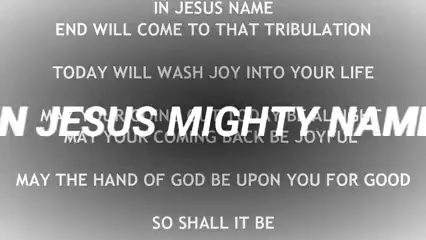 IN JESUS NAME
END WILL COME TO THAT TRIBULATION
TODAY WILL WASH JOY INTO YOUR LIFE
N JESUS MIGHTY NAME
MAY YOUR COMING BACK BE JOYFUL
MAY THE HAND OF GOD BE UPON YOU FOR GOOD
SO SHALL IT BE